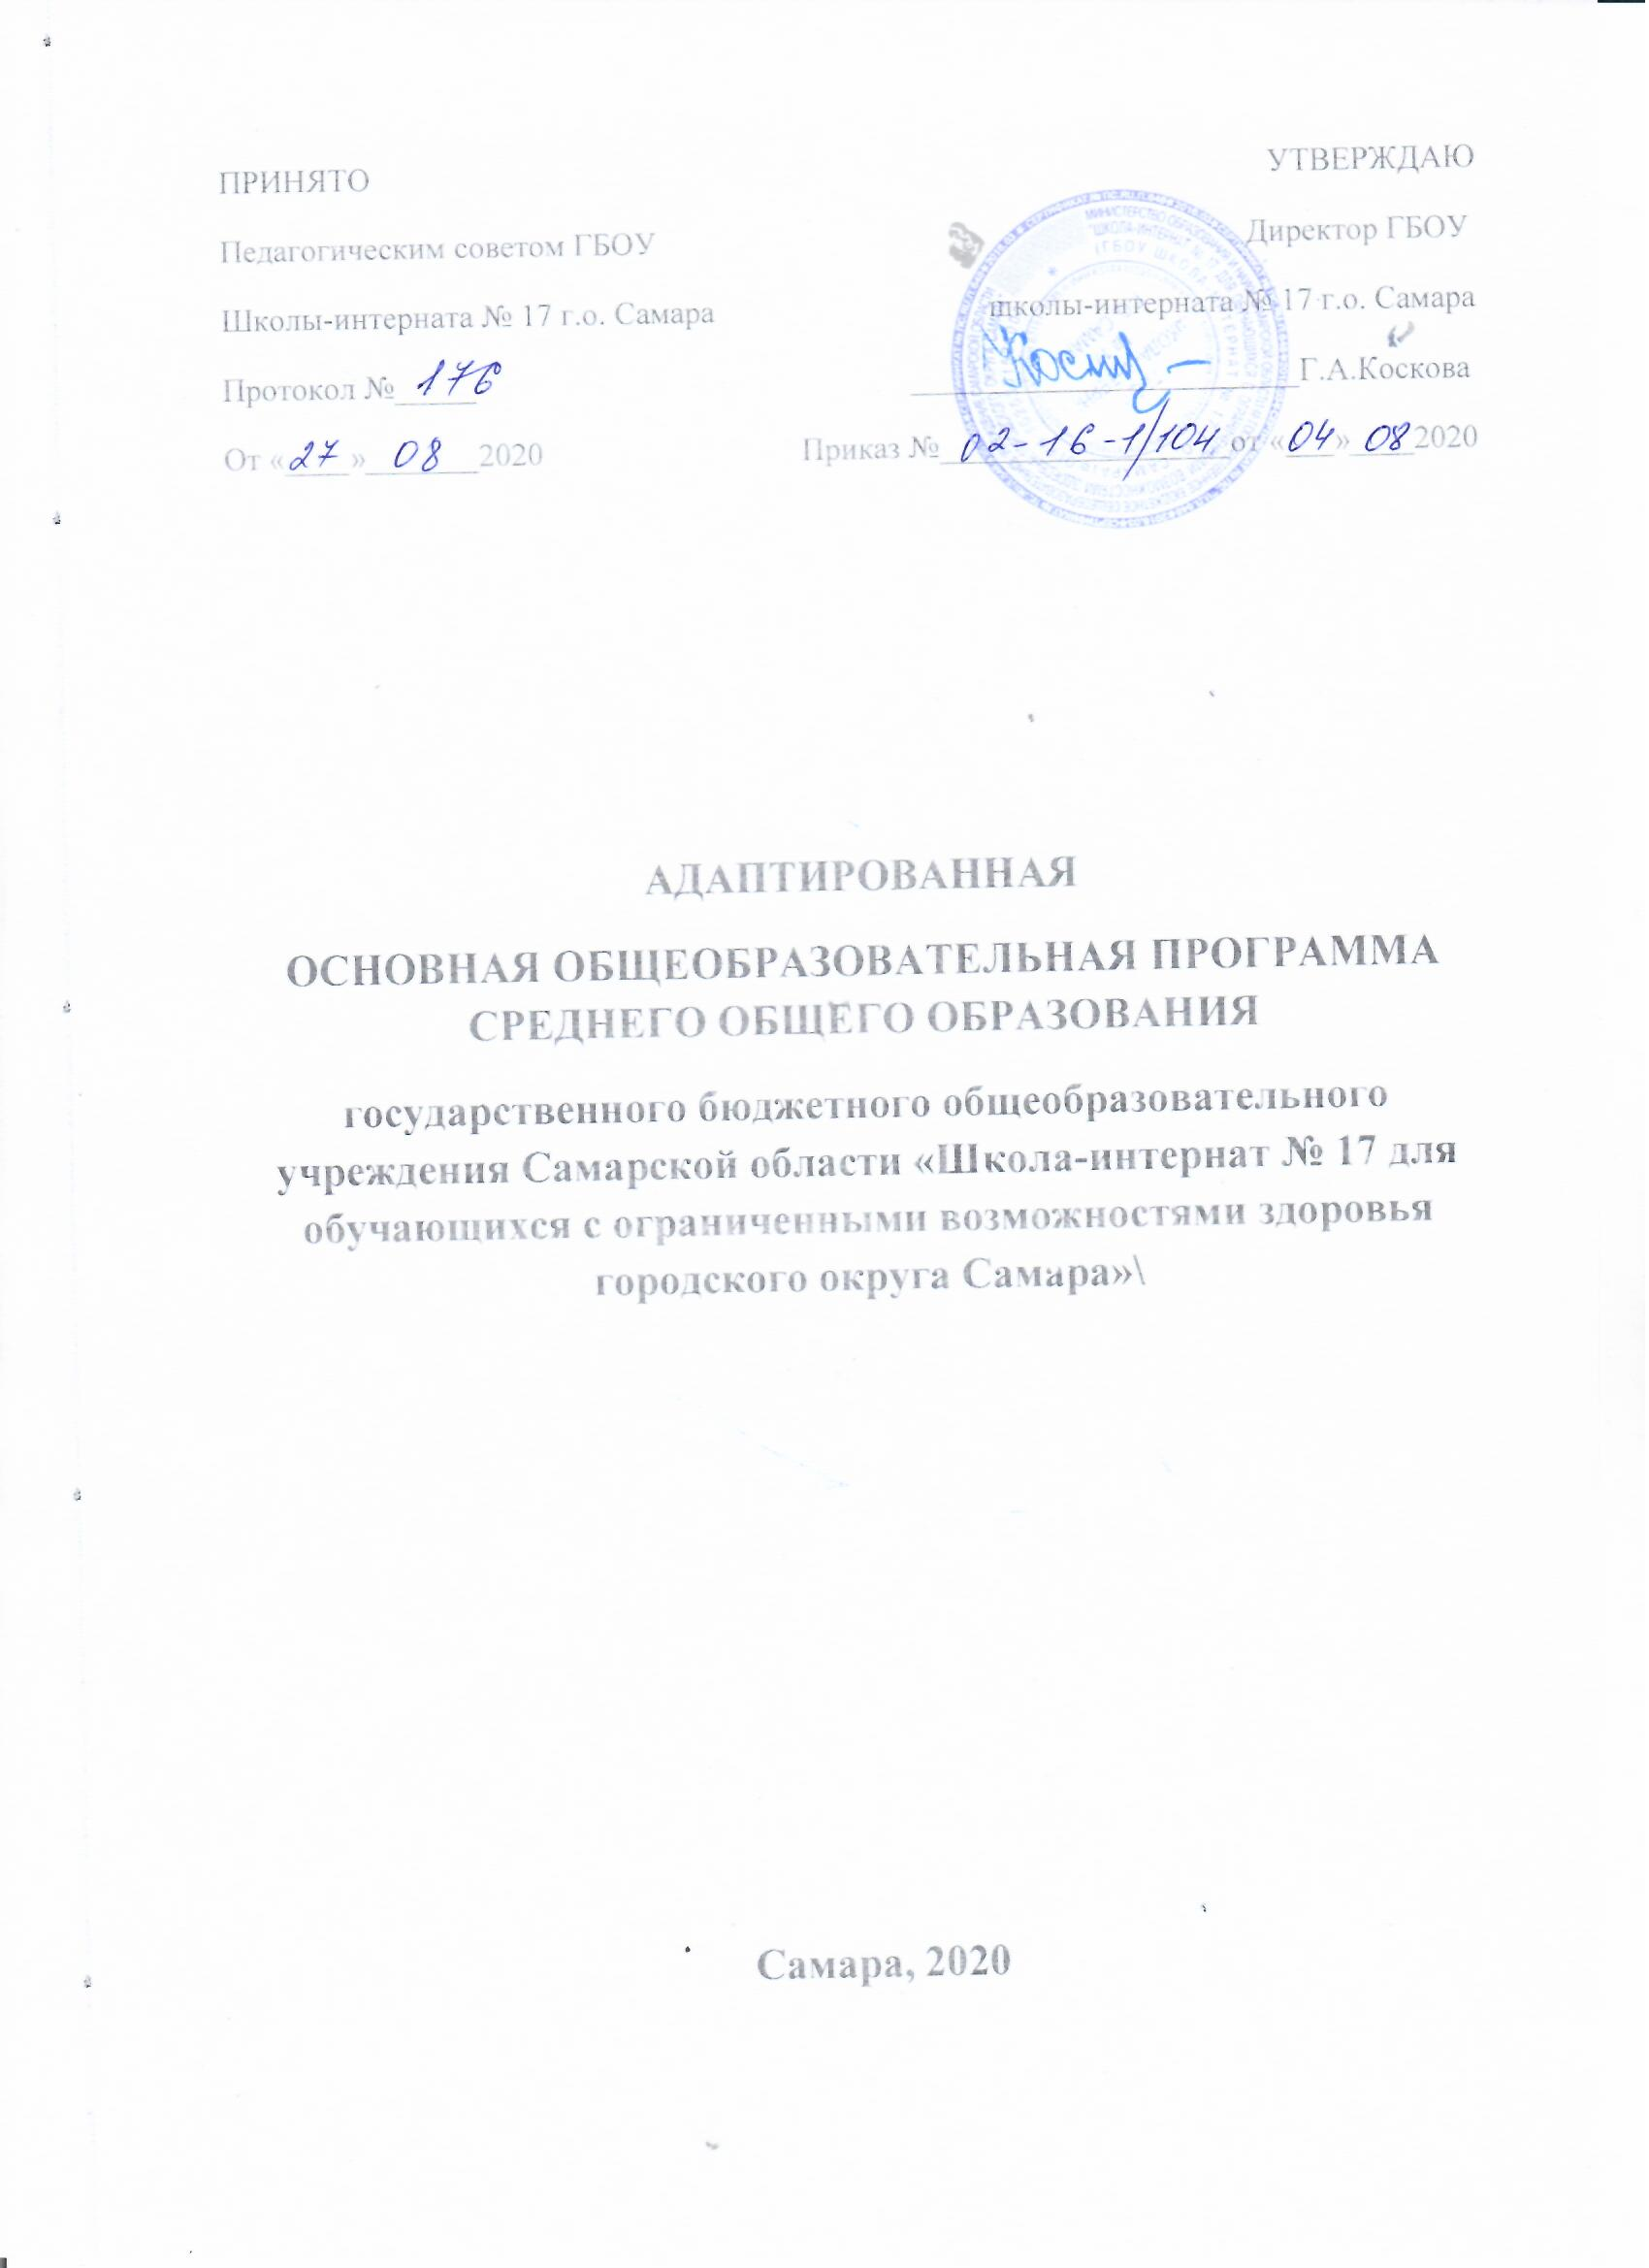 ПРИНЯТО
Педагогическим советом ГБОУ
Школы-интерната № 17 г.о. Самара
Протокол № 176
От «27» 08 2020
УТВЕРЖДАЮ
Директор ГБОУ
школы-интерната № 17 г.о. Самара
Г.А.Коскова
Приказ № 02-16-1/104 от «04» 08 2020
АДАПТИРОВАННАЯ
ОСНОВНАЯ ОБЩЕОБРАЗОВАТЕЛЬНАЯ ПРОГРАММА
СРЕДНЕГО ОБЩЕГО ОБРАЗОВАНИЯ
государственного бюджетного общеобразовательного
учреждения Самарской области «Школа-интернат № 17 для
обучающихся с ограниченными возможностями здоровья
городского округа Самара»\
Самара, 2020